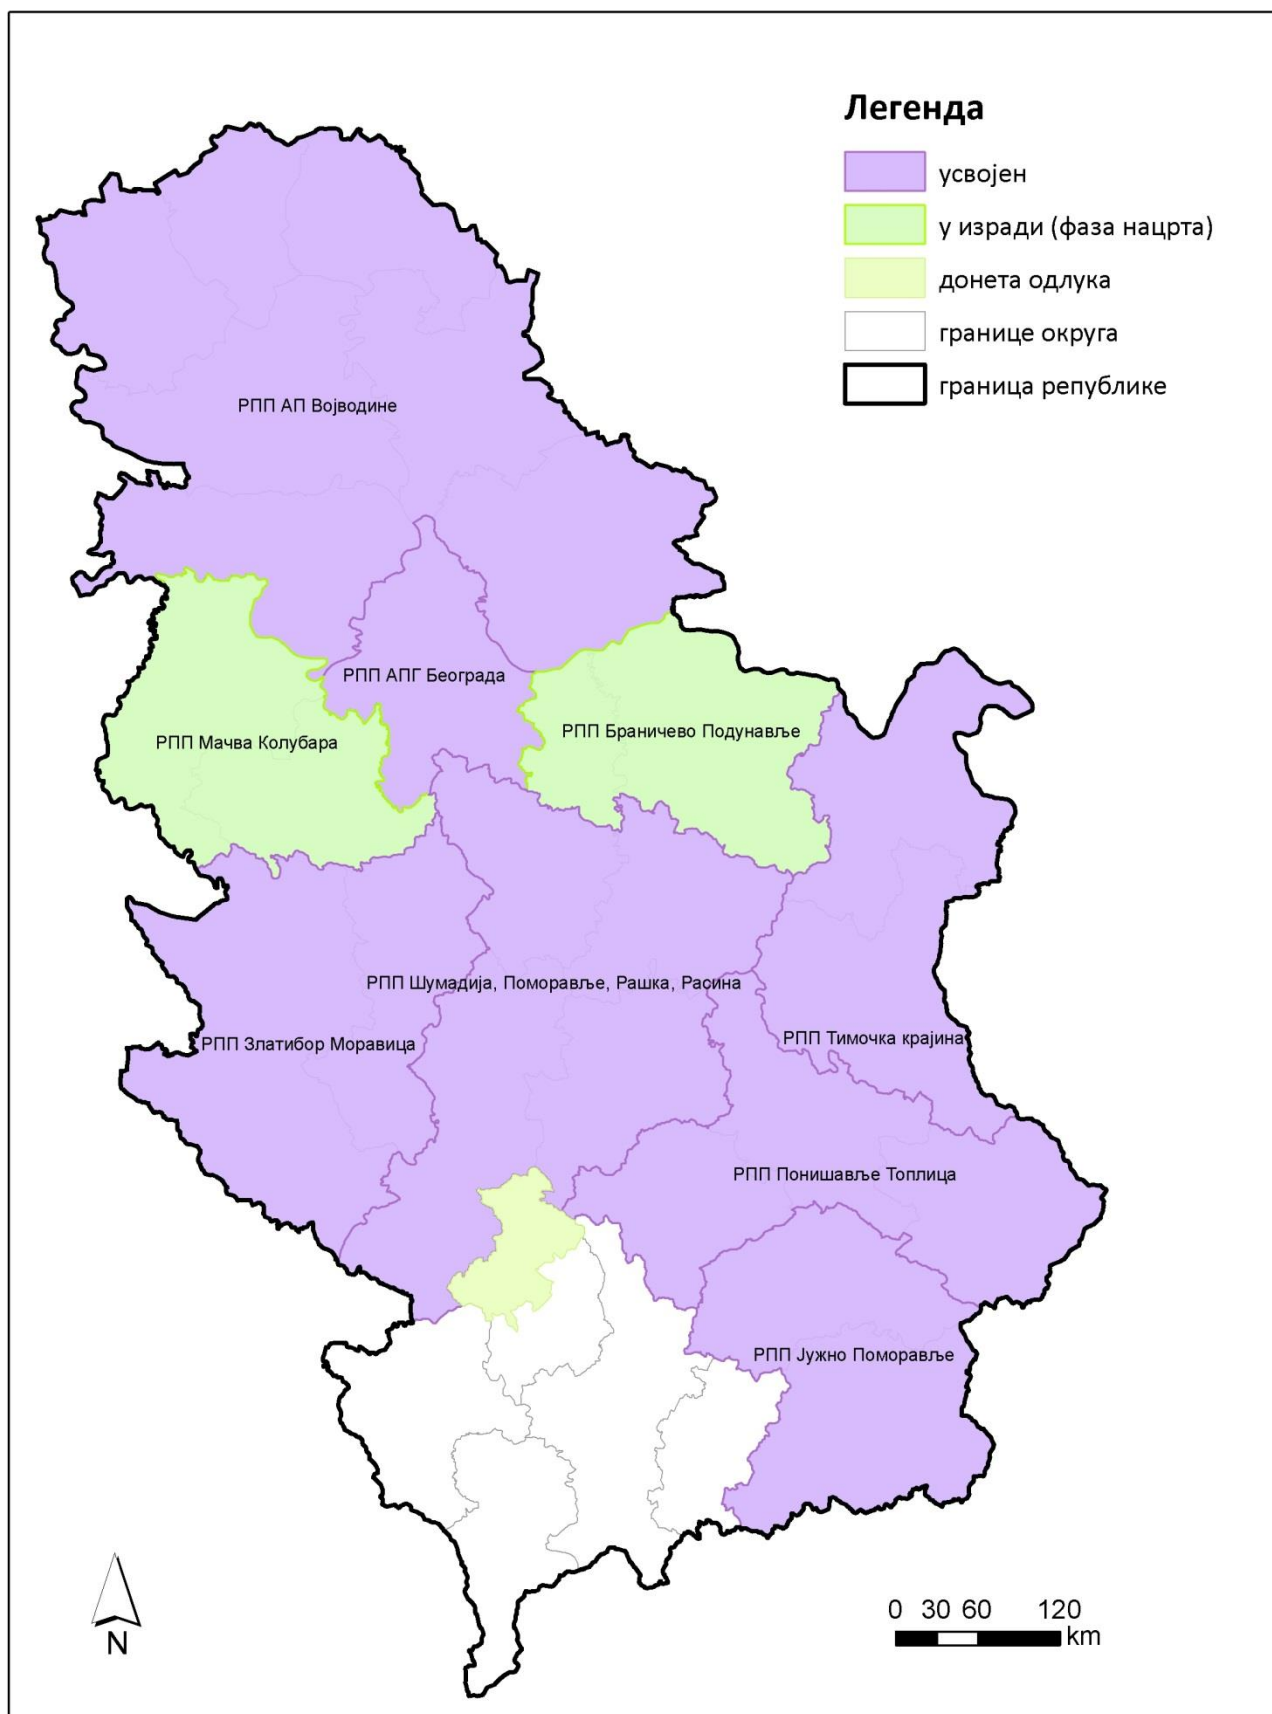 Легенда
усвојен
у изради (фаза нацрта)
донета одлука
границе округа
граница републике
РПП АП Војводине
РПП АПГ Београда
РПП Мачва Колубара
РПП Браничево Подунавље
РПП Шумадија, Поморавље, Рашка, Расина
РПП Златибор Моравица
РПП Тимочка крајина
РПП Понишавље Топлица
РПП Јужно Поморавље
N
0 30 60 120
km